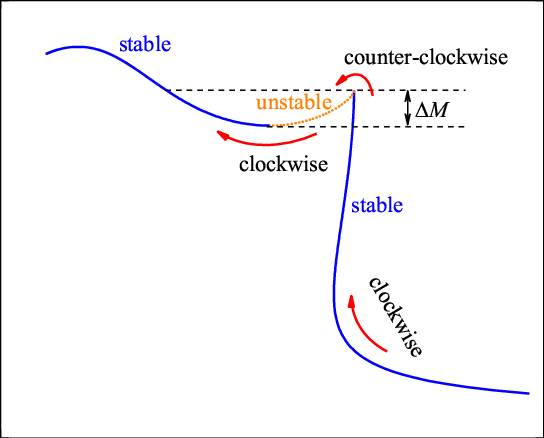 stable
counter-clockwise
unstable
ΔM
clockwise
stable
clockwise